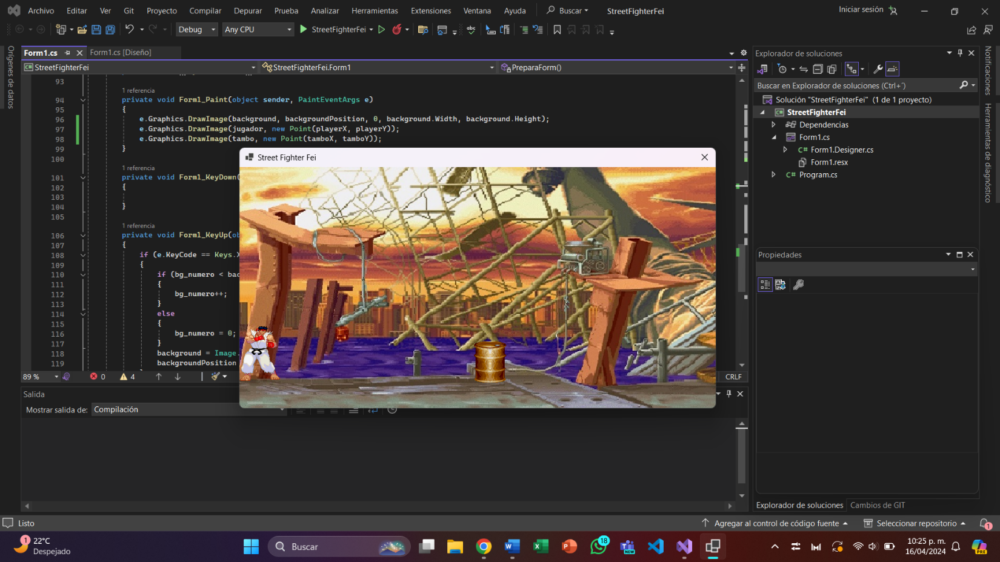 Archivo Editar Ver Git Proyecto Compilar Depurar Prueba Analizar Herramientas Extensiones Ventana Ayuda Buscar StreetFighterFei Iniciar sesión
Debug Any CPU StreetFighterFei
Orígenes de datos
Form1.cs Form1.cs [Diseño]
StreetFighterFei StreetFighterFei.Form1 PreparaForm()
93
1 referencia
94 private void Form1_Paint(object sender, PaintEventArgs e)
95 {
96 e.Graphics.DrawImage(background, backgroundPosition, 0, background.Width, background.Height);
97 e.Graphics.DrawImage(jugador, new Point(playerX, playerY));
98 e.Graphics.DrawImage(tambo, new Point(tamboX, tamboY));
99 }
100
1 referencia
101 private void Form1_KeyDown(
102 {
103
104 }
105
1 referencia
106 private void Form1_KeyUp(ob
107 {
108 if (e.KeyCode == Keys.X
109 {
110 if (bg_numero < bac
111 {
112 bg_numero++;
113 }
114 else
115 {
116 bg_numero = 0;
117 }
118 background = Image.
119 backgroundPosition
Street Fighter Fei
89 % 0 4 CRLF
Salida
Mostrar salida de: Compilación
Explorador de soluciones
Buscar en Explorador de soluciones (Ctrl+´)
Solución "StreetFighterFei" (1 de 1 proyecto)
StreetFighterFei
Dependencias
Form1.cs
Form1.Designer.cs
Form1.resx
Program.cs
Propiedades
Explorador de soluciones Cambios de GIT
Notificaciones
Herramientas de diagnóstico
Listo Agregar al control de código fuente Seleccionar repositorio 1
1 22°C
Despejado
Buscar
18
NEW
10:25 p. m.
16/04/2024
PRE